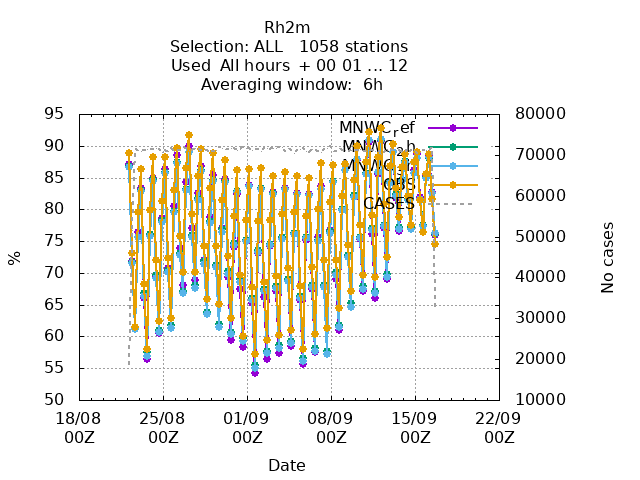 Rh2m
Selection: ALL 1058 stations
Used All hours + 00 01 ... 12
Averaging window: 6h
95
90
85
80
75
70
65
60
55
50
80000
70000
60000
50000
40000
30000
20000
10000
MNWC_ref
OBS
CASES
%
No cases
18/08 25/08 01/09 08/09 15/09 22/09
00Z 00Z 00Z 00Z 00Z 00Z
Date